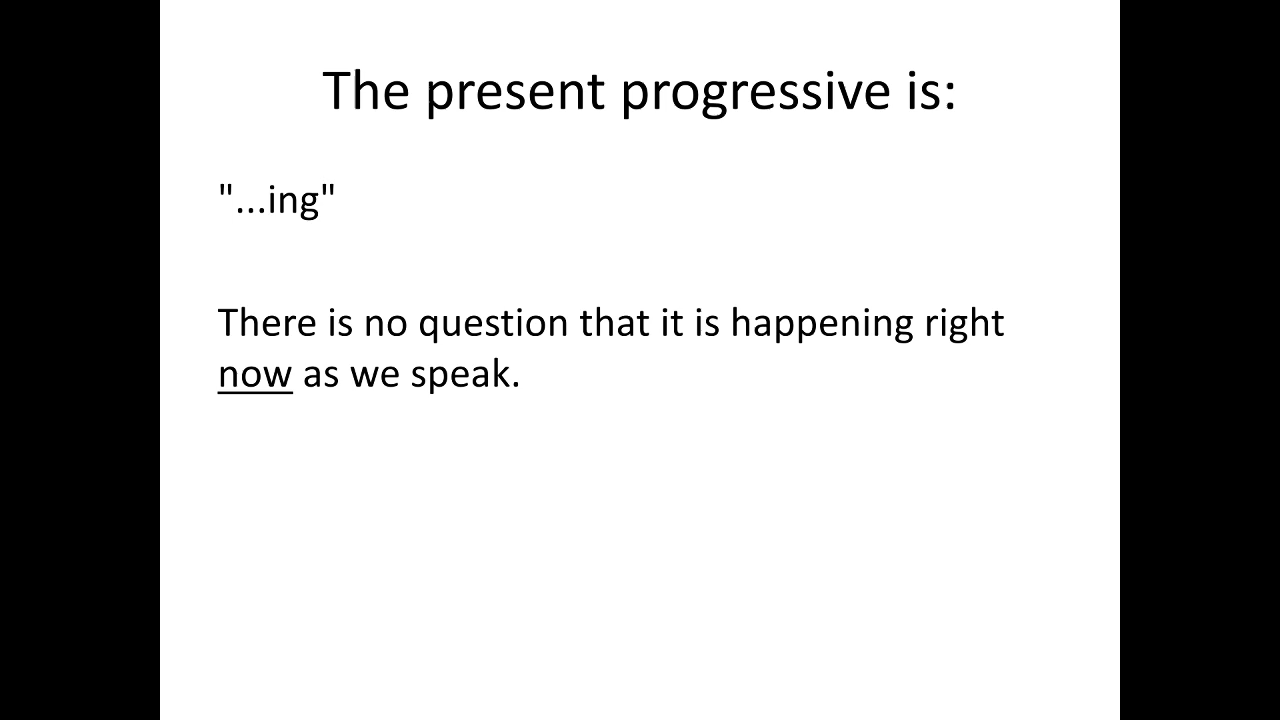 The present progressive is:
"...ing"
There is no question that it is happening right
now as we speak.